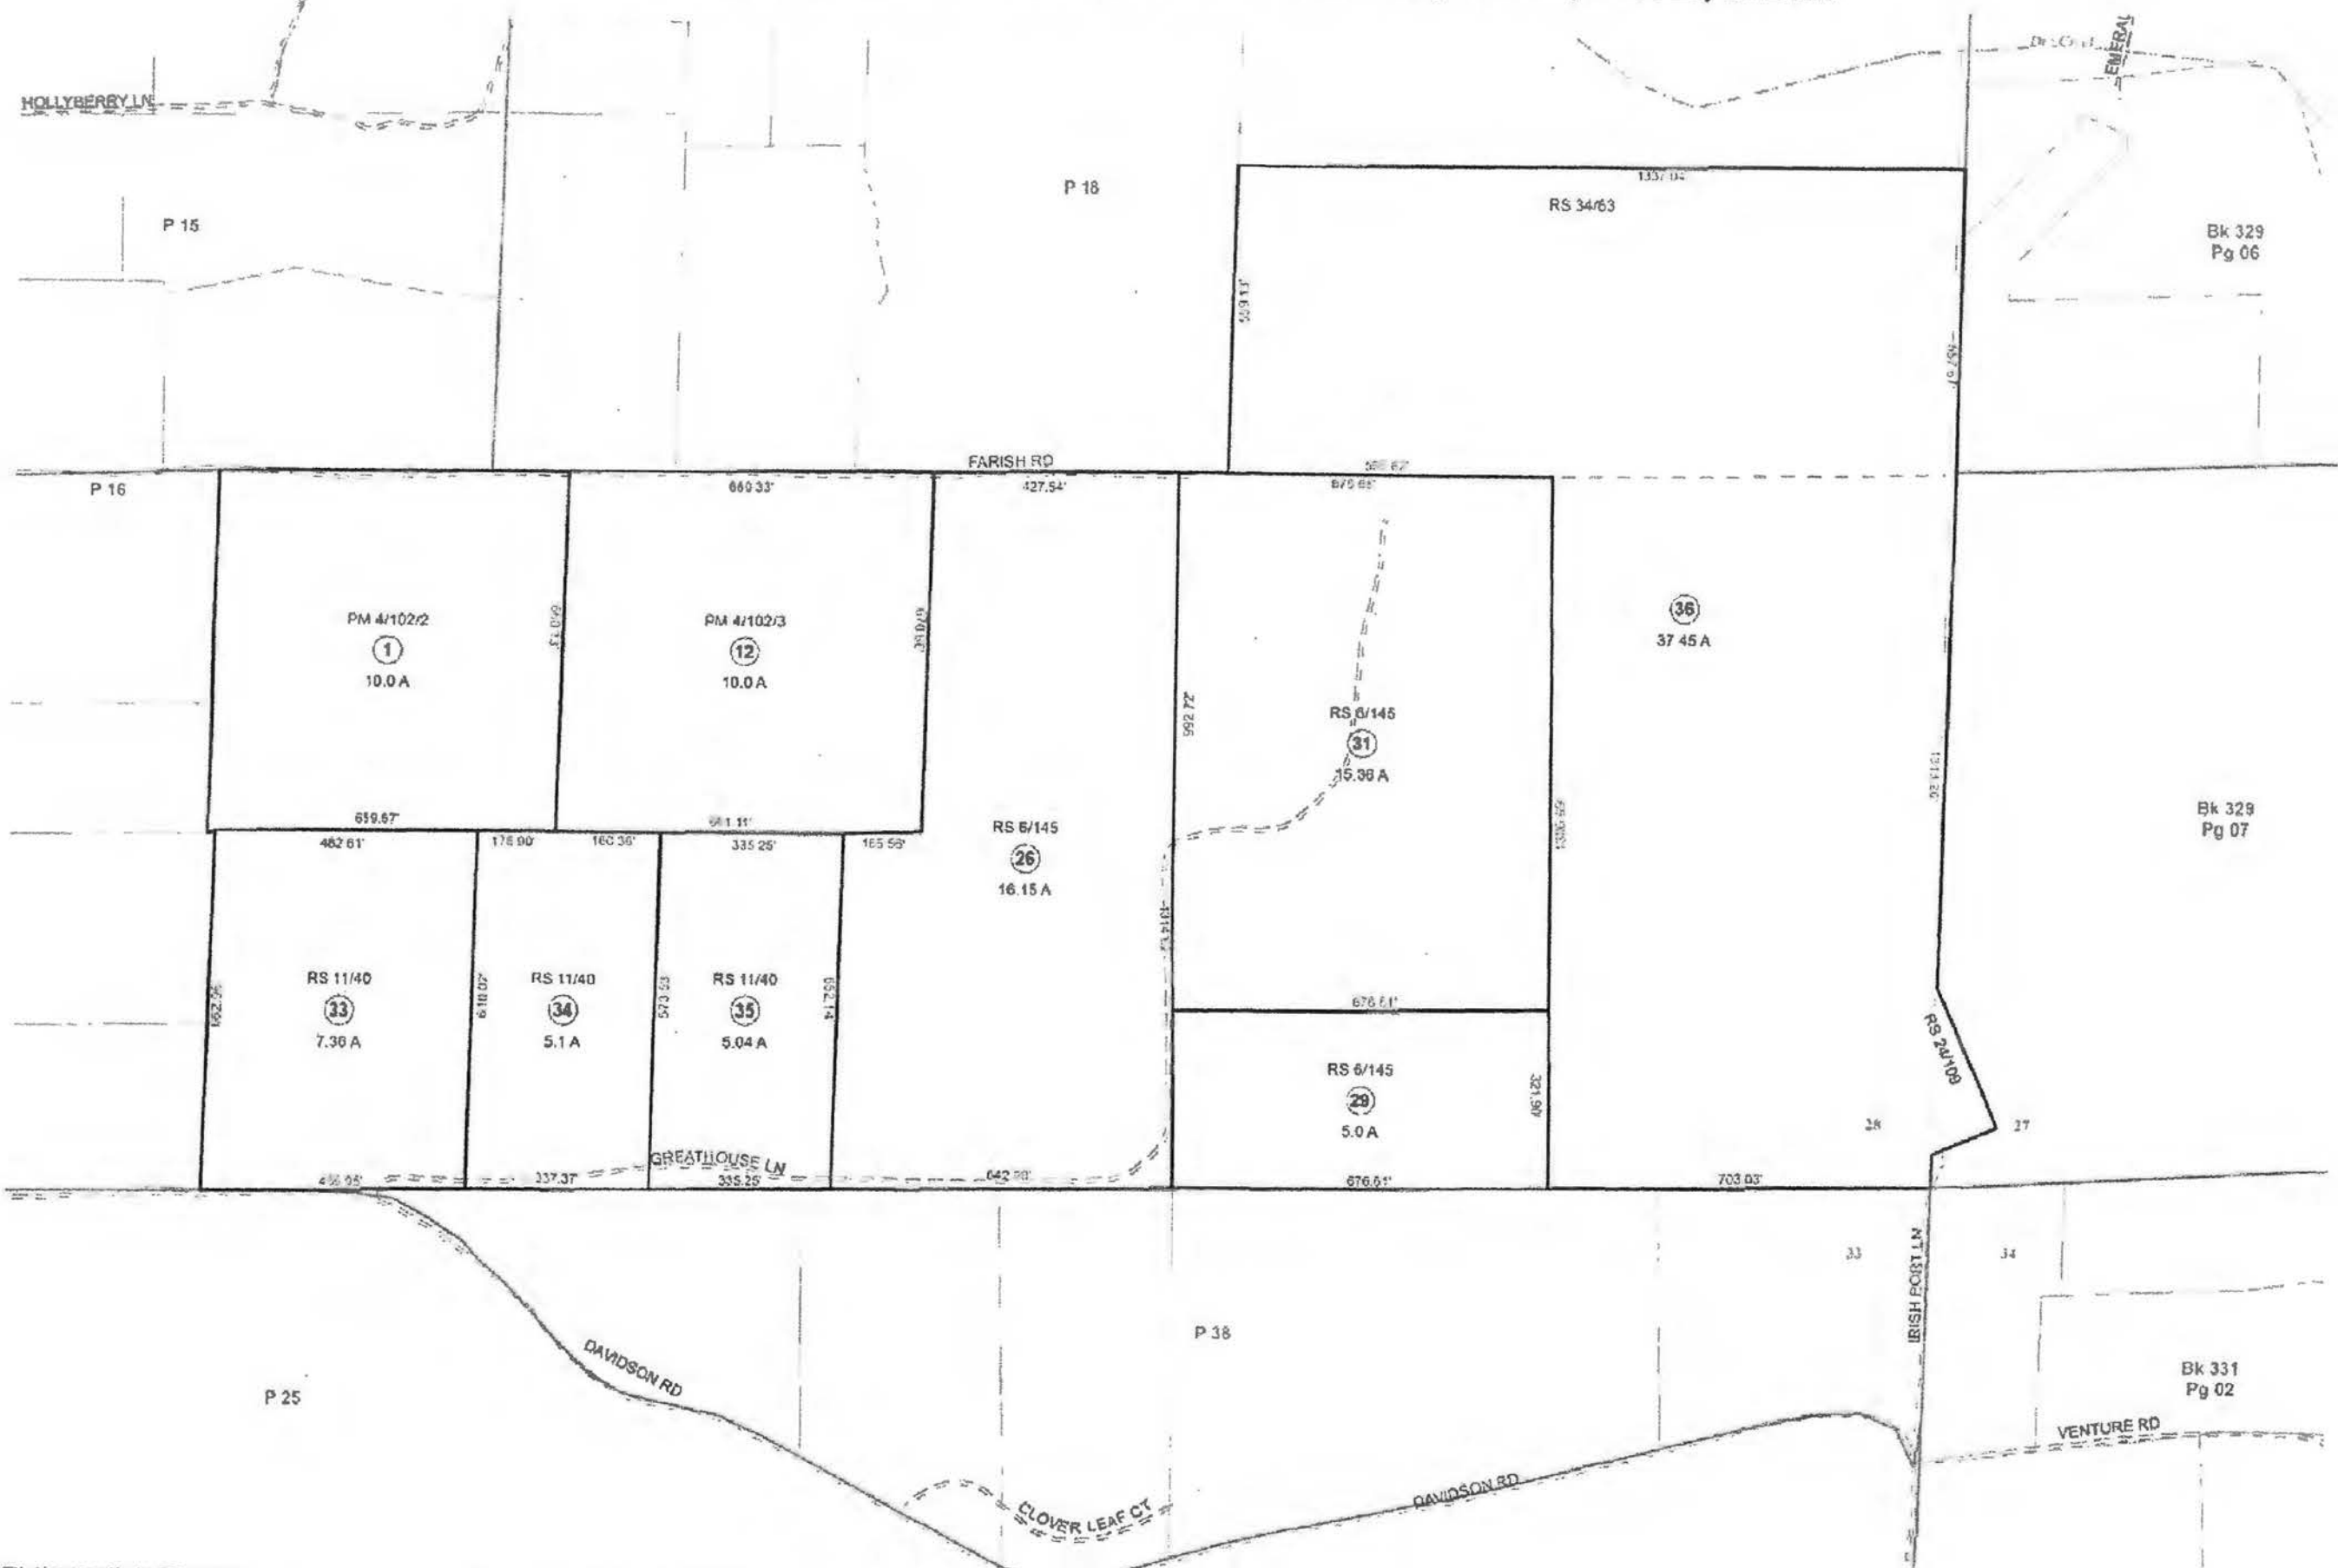 HOLLYBERRY LN
EMERAL
P 15
P 18
RS 34/63
Bk 329
Pg 06
FARISH RD
P 16
660.33'
427.54'
PM 4/102/2
1
10.0 A
PM 4/102/3
12
10.0 A
36
37.45 A
992.72'
RS 6/145
31
15.36 A
659.67'
661.11'
482.61'
176.90'
160.36'
335.25'
165.56'
RS 6/145
26
16.15 A
Bk 329
Pg 07
RS 11/40
33
7.36 A
RS 11/40
34
5.1 A
RS 11/40
35
5.04 A
676.61'
RS 24/109
RS 6/145
29
5.0 A
321.90'
28
27
GREATHOUSE LN
337.37'
335.25'
676.61'
703.03'
33
34
IRISH PORT LN
P 38
DAVIDSON RD
P 25
Bk 331
Pg 02
VENTURE RD
DAVIDSON RD
CLOVER LEAF CT